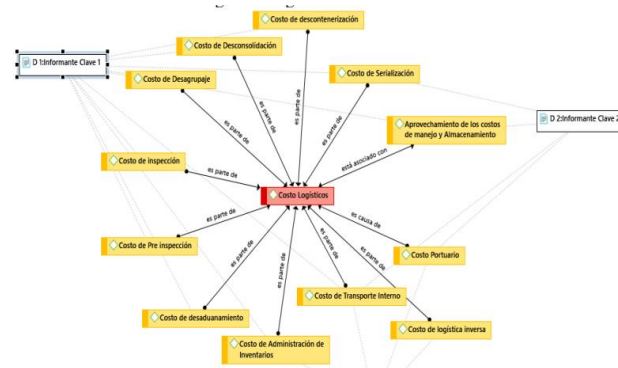 Costo de descontenerización
Costo de Desconsolidación
D 1:Informante Clave 1
Costo de Desagrupaje
Costo de Serialización
es parte de
es parte de
es parte de
es parte de
D 2:Informante Clave 2
Aprovechamiento de los costos
de manejo y Almacenamiento
está asociado con
Costo de inspección
es parte de
Costo Logísticos
es parte de
es causa de
Costo de Pre inspección
Costo Portuario
es parte de
es parte de
es parte de
es parte de
Costo de Transporte Interno
Costo de desaduanamiento
Costo de logística inversa
Costo de Administración de
Inventarios